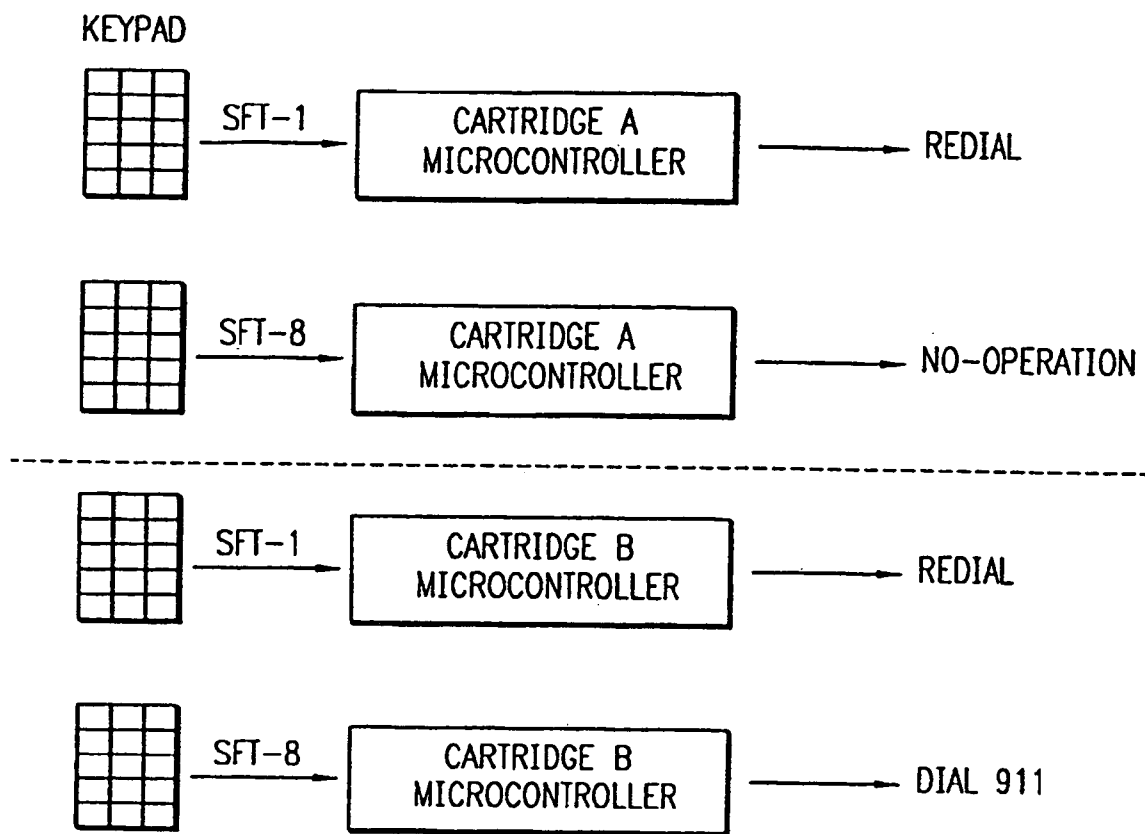 KEYPAD
SFT-1
CARTRIDGE A
MICROCONTROLLER
REDIAL
SFT-8
CARTRIDGE A
MICROCONTROLLER
NO-OPERATION
SFT-1
CARTRIDGE B
MICROCONTROLLER
REDIAL
SFT-8
CARTRIDGE B
MICROCONTROLLER
DIAL 911